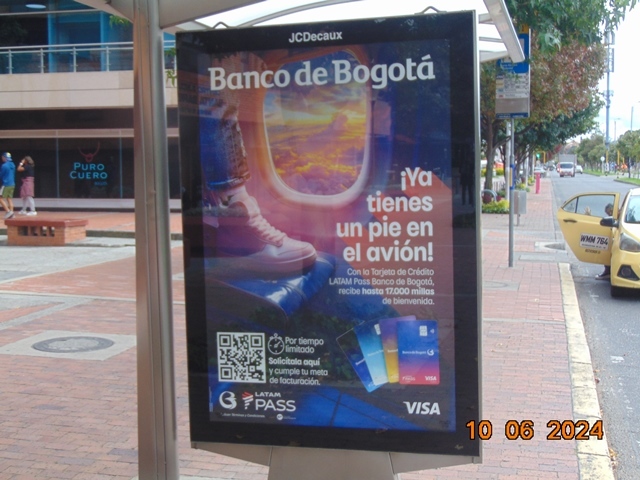 JCDecaux
Banco de Bogotá
¡Ya
tienes
un pie en
el avión!
Con la Tarjeta de Crédito
LATAM Pass Banco de Bogotá,
recibe hasta 17.000 millas
de bienvenida.
Por tiempo
limitado
Solicítala aquí
y cumple tu meta
de facturación.
LATAM
PASS
VISA
PURO
CUERO
WMM 764
10 06 2024